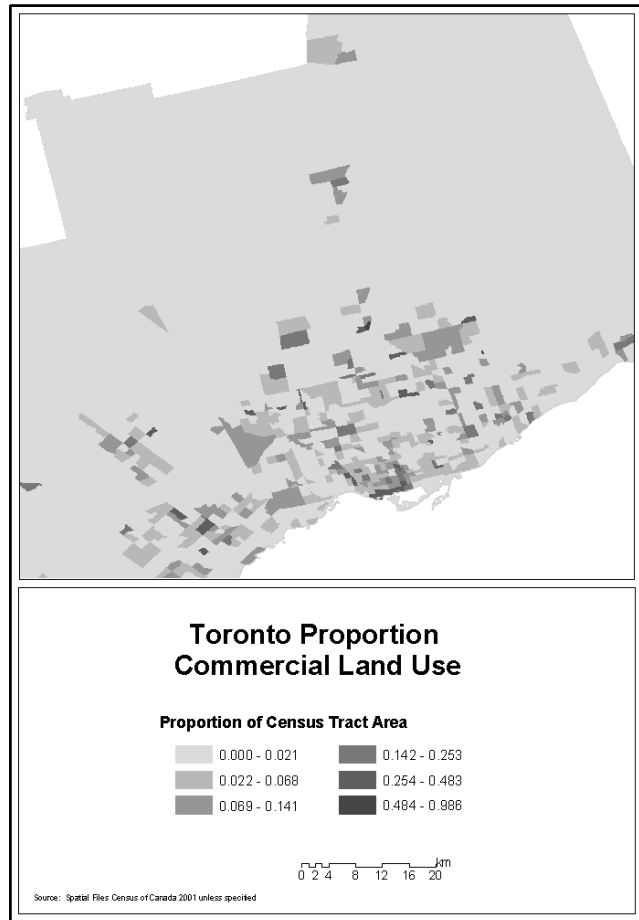 Toronto Proportion
Commercial Land Use
Proportion of Census Tract Area
0.000 - 0.021
0.022 - 0.068
0.069 - 0.141
0.142 - 0.253
0.254 - 0.483
0.484 - 0.986
km
0 2 4 8 12 16 20
Source: Spatial Files Census of Canada 2001 unless specified